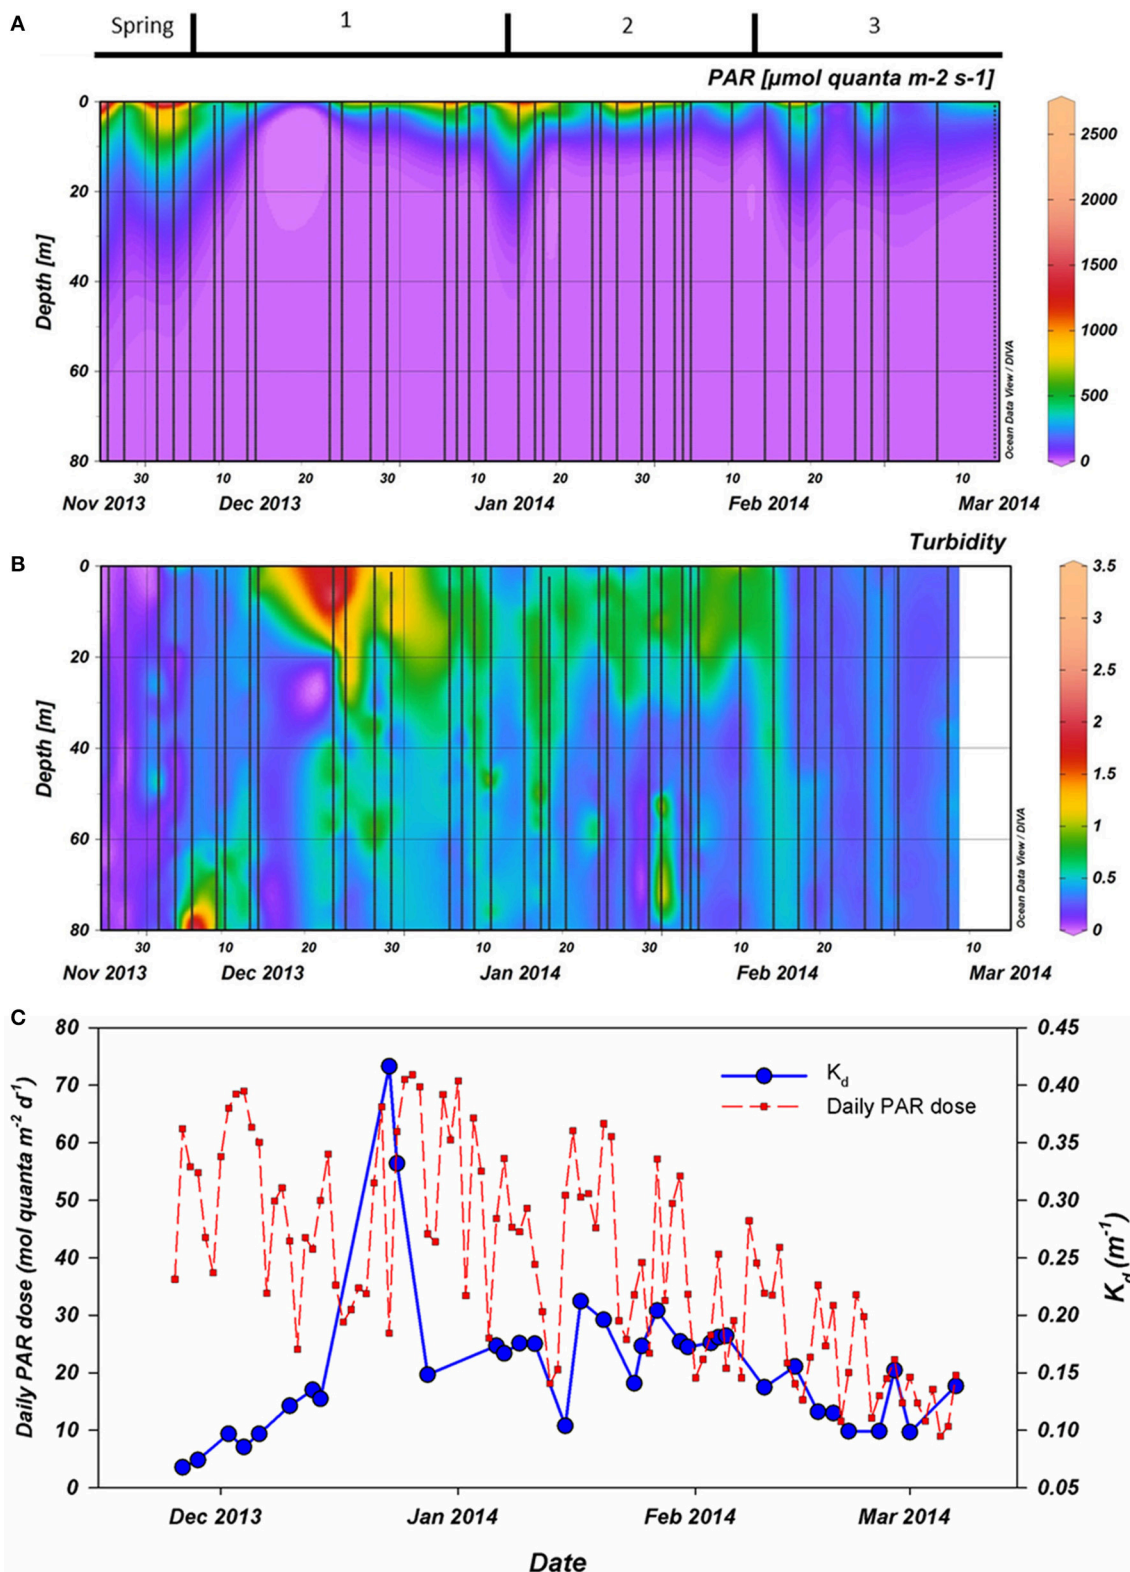 A
Spring 1 2 3
PAR [µmol quanta m-2 s-1]
0
20
40
60
80
Depth [m]
30 10 20 30 10 20 30 10 20 10
Nov 2013 Dec 2013 Jan 2014 Feb 2014 Mar 2014
Ocean Data View / DIVA
2500
2000
1500
1000
500
0
B
Turbidity
0
20
40
60
80
Depth [m]
30 10 20 30 10 20 30 10 20 10
Nov 2013 Dec 2013 Jan 2014 Feb 2014 Mar 2014
Ocean Data View / DIVA
3.5
3
2.5
2
1.5
1
0.5
0
C
80
70
60
50
40
30
20
10
0
Daily PAR dose (mol quanta m-2 d-1)
Kd
Daily PAR dose
0.45
0.40
0.35
0.30
0.25
0.20
0.15
0.10
0.05
Kd (m-1)
Dec 2013 Jan 2014 Feb 2014 Mar 2014
Date